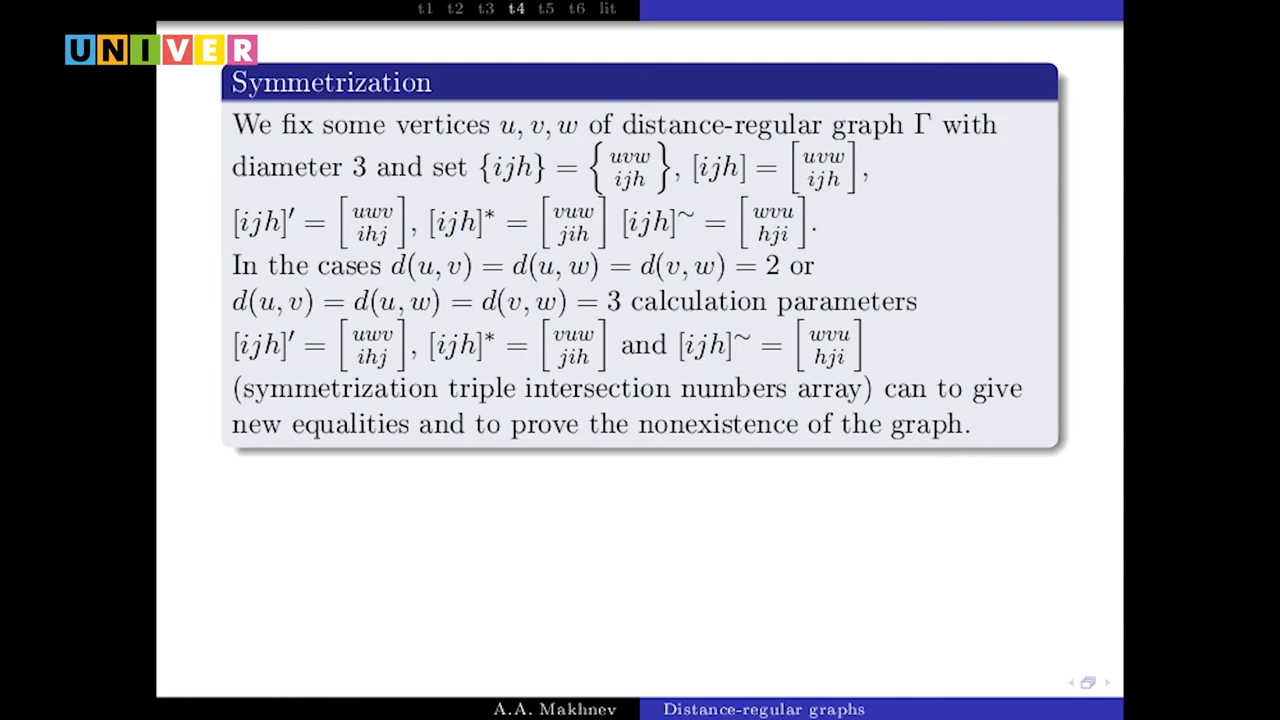 t1 t2 t3 t4 t5 t6 lit
UNIVER
Symmetrization
We fix some vertices u, v, w of distance-regular graph Γ with
diameter 3 and set {ijh} = {uvw / ijh}, [ijh] = [uvw / ijh],
[ijh]′ = [uwv / ihj], [ijh]* = [vuw / jih] [ijh]~ = [wvu / hji].
In the cases d(u, v) = d(u, w) = d(v, w) = 2 or
d(u, v) = d(u, w) = d(v, w) = 3 calculation parameters
[ijh]′ = [uwv / ihj], [ijh]* = [vuw / jih] and [ijh]~ = [wvu / hji]
(symmetrization triple intersection numbers array) can to give
new equalities and to prove the nonexistence of the graph.
A.A. Makhnev Distance-regular graphs